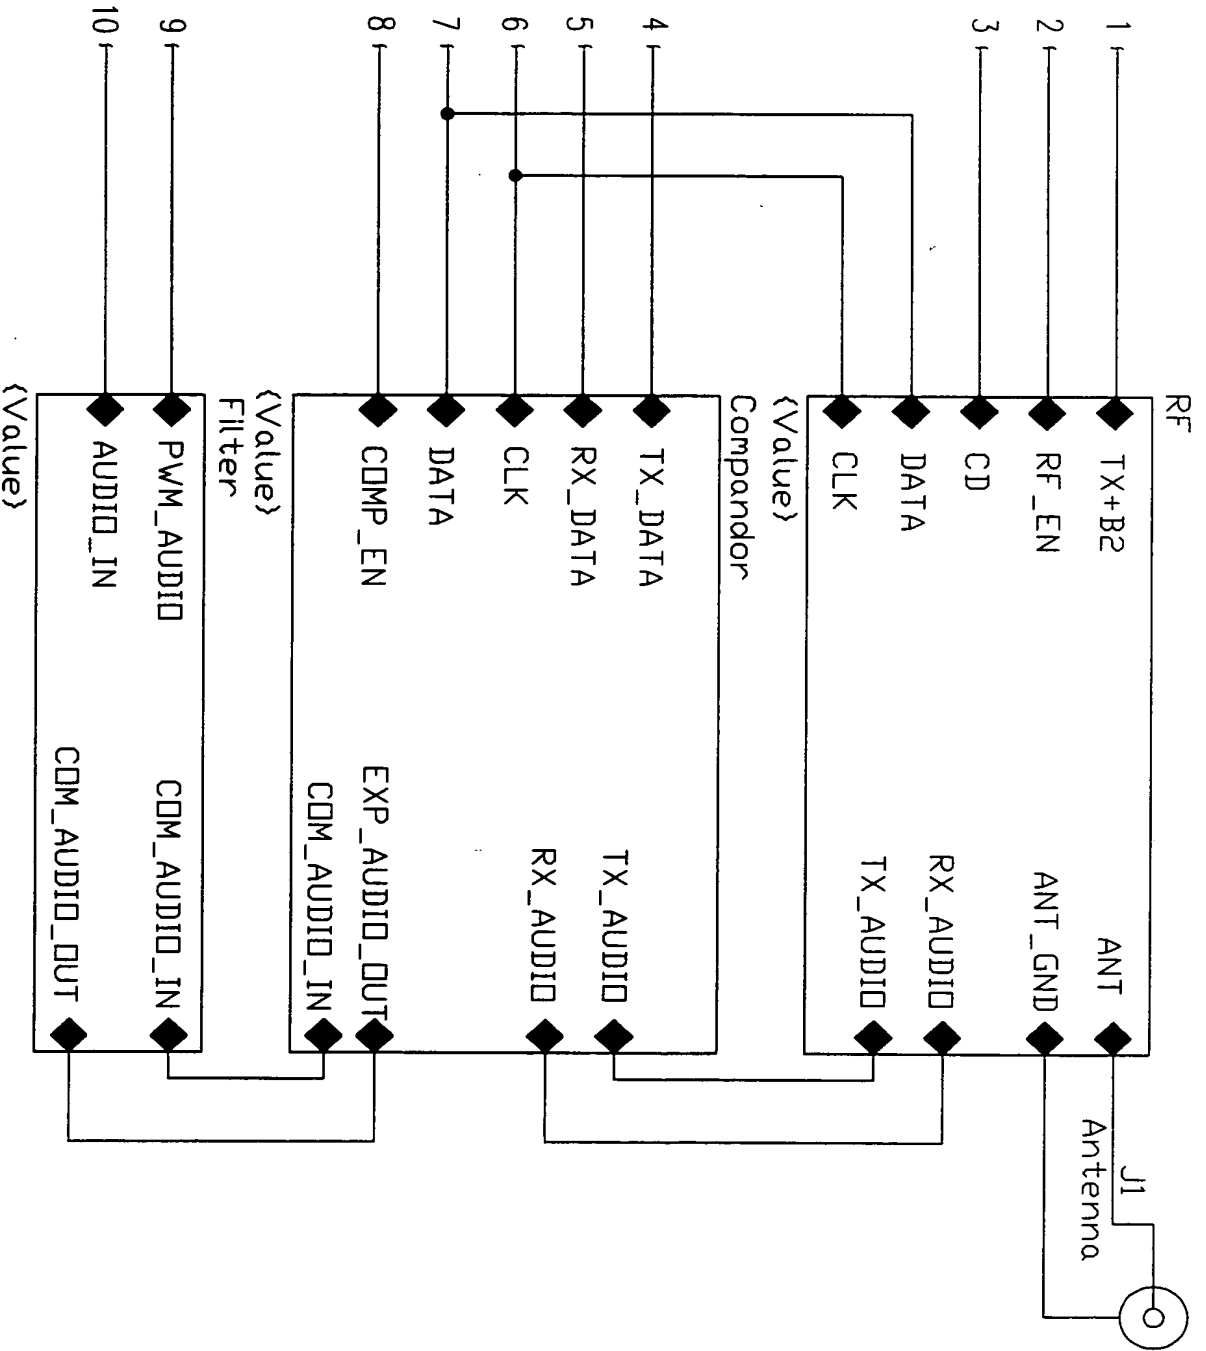 RF
1
TX+B2
2
RF_EN
3
CD
DATA
CLK
ANT
ANT_GND
RX_AUDIO
TX_AUDIO
J1
Antenna
{Value}
Compandor
4
TX_DATA
5
RX_DATA
6
CLK
7
DATA
8
COMP_EN
TX_AUDIO
RX_AUDIO
EXP_AUDIO_OUT
COM_AUDIO_IN
{Value}
Filter
9
PWM_AUDIO
10
AUDIO_IN
COM_AUDIO_IN
COM_AUDIO_OUT
{Value}